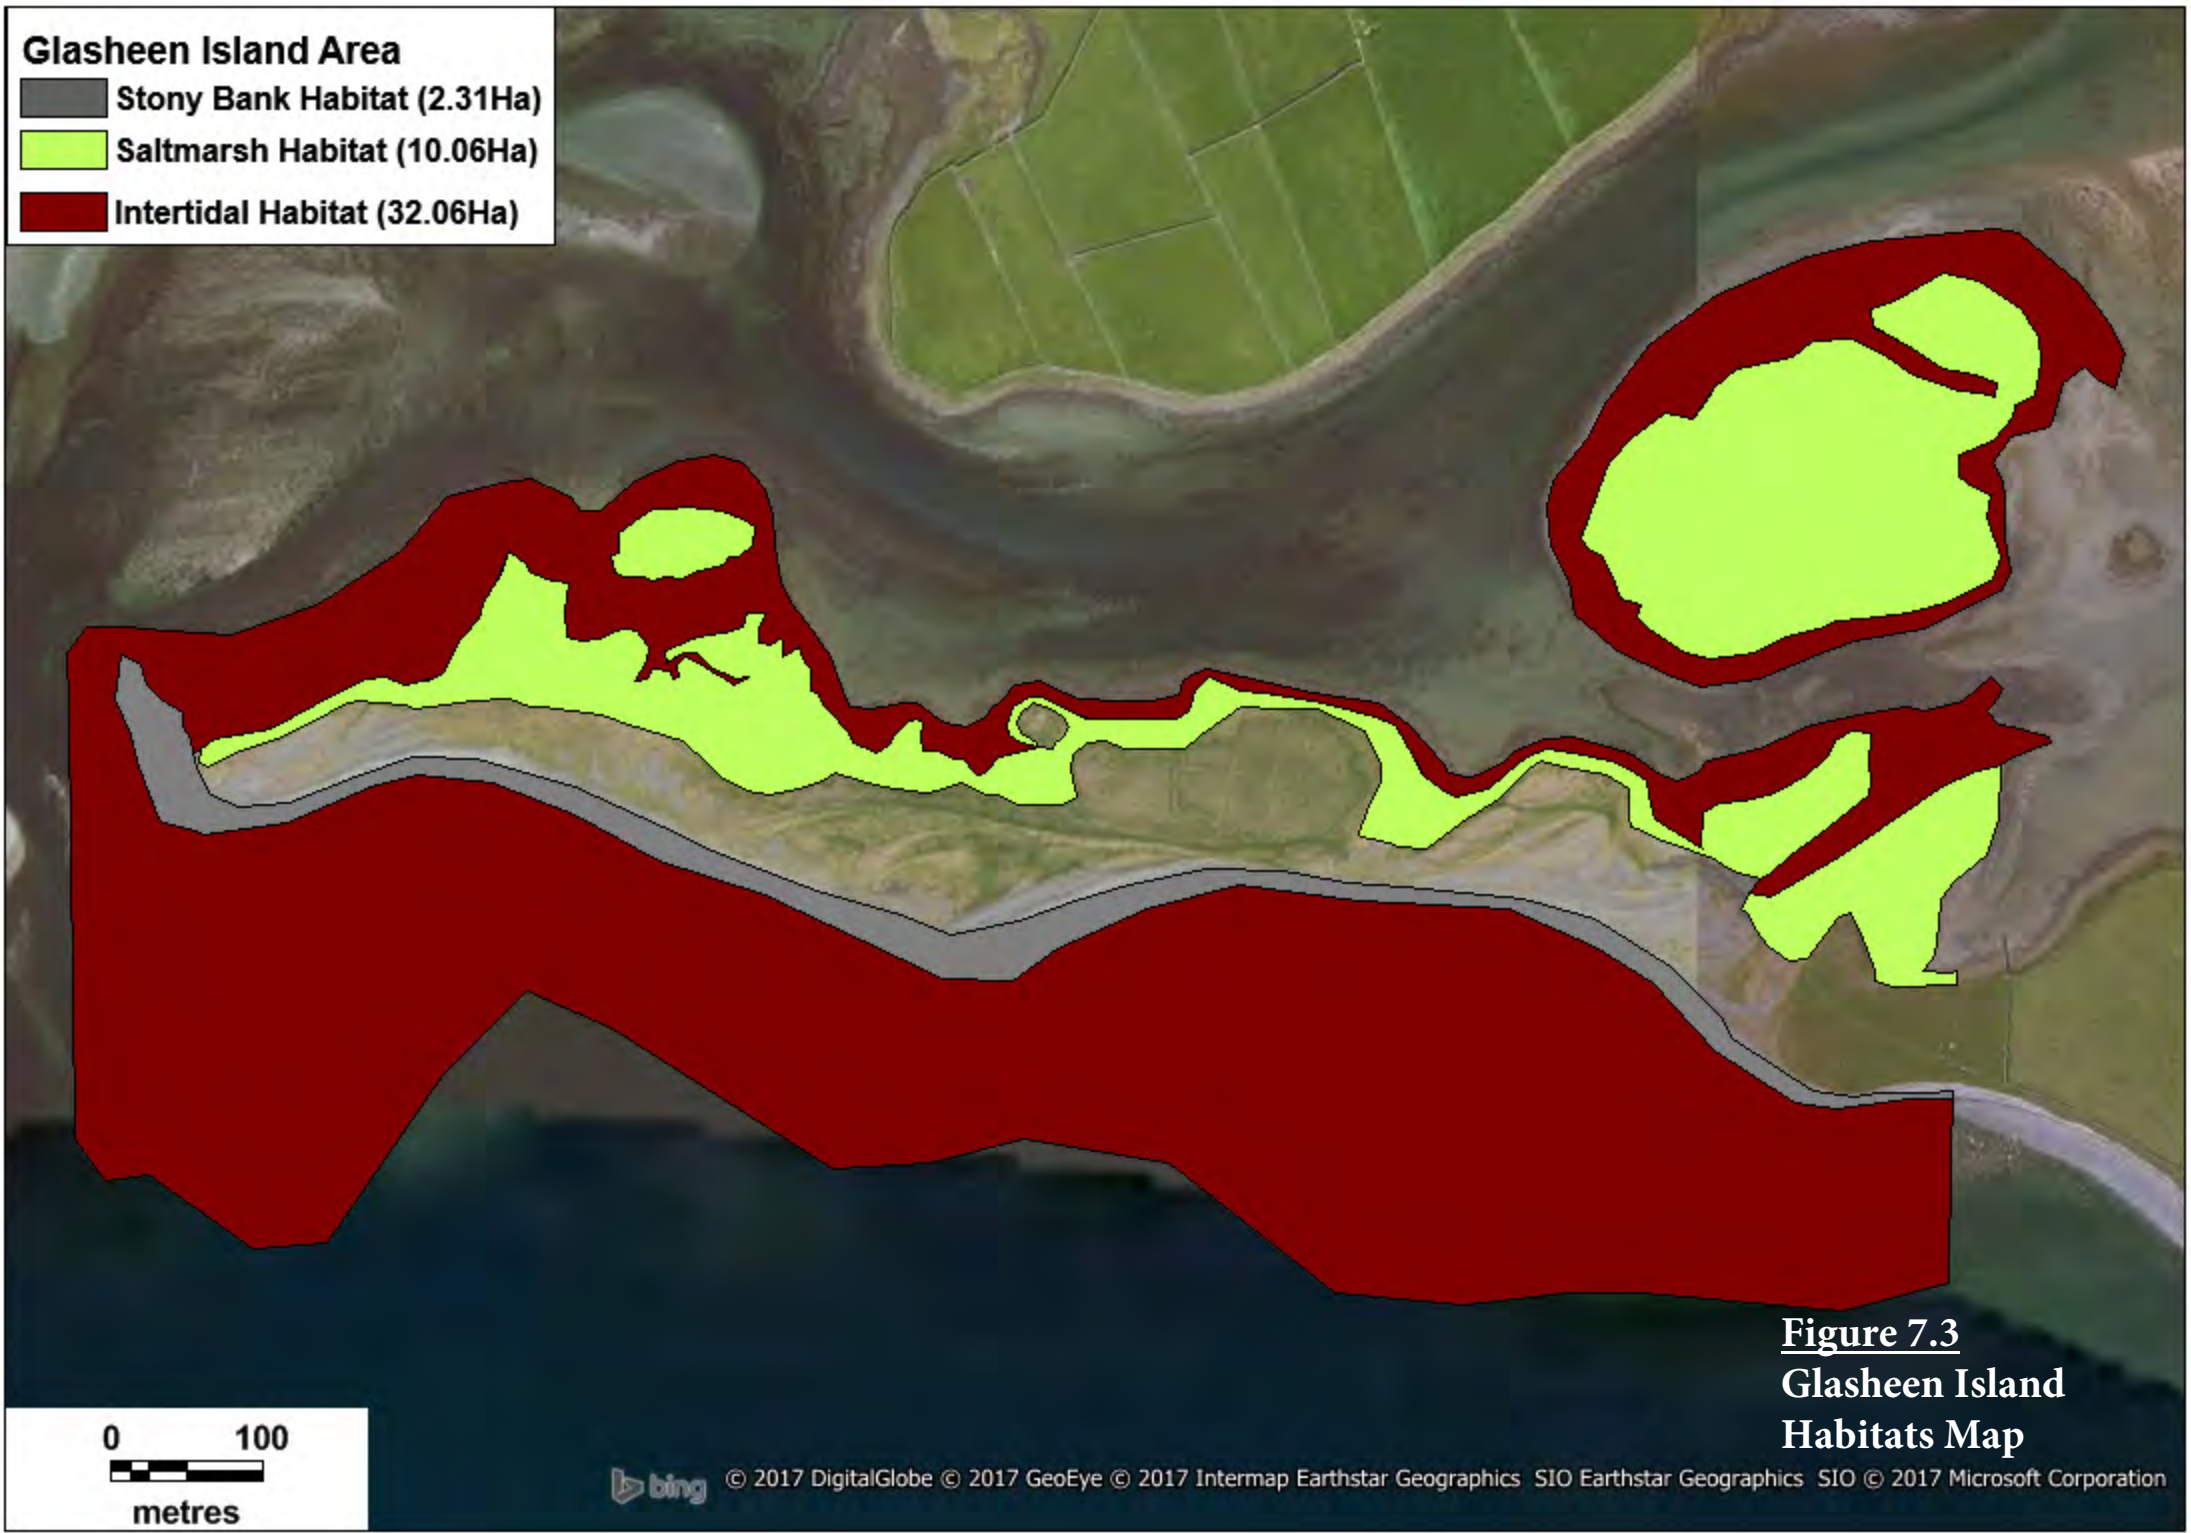 Glasheen Island Area
Stony Bank Habitat (2.31Ha)
Saltmarsh Habitat (10.06Ha)
Intertidal Habitat (32.06Ha)
Figure 7.3
Glasheen Island
Habitats Map
0 100
metres
bing © 2017 DigitalGlobe © 2017 GeoEye © 2017 Intermap Earthstar Geographics SIO Earthstar Geographics SIO © 2017 Microsoft Corporation